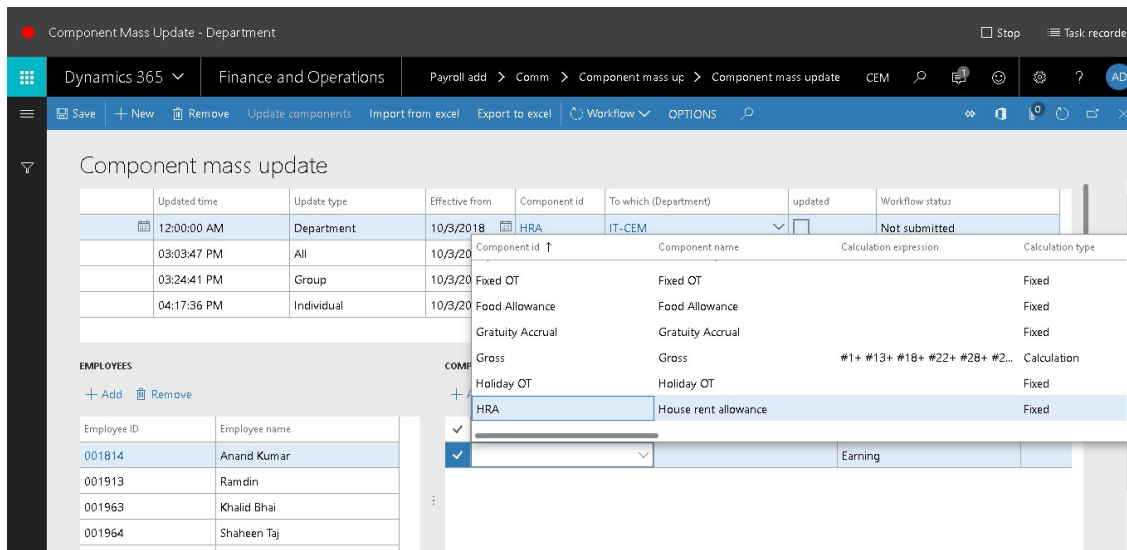 Component Mass Update - Department Stop Task recorde
Dynamics 365 Finance and Operations Payroll add > Comm > Component mass up > Component mass update CEM 1 ? AD
Save + New Remove Update components Import from excel Export to excel Workflow OPTIONS 0
Component mass update
Updated time Update type Effective from Component id To which (Department) updated Workflow status
12:00:00 AM Department 10/3/2018 HRA IT-CEM Not submitted
Component id ↑ Component name Calculation expression Calculation type
03:03:47 PM All 10/3/20
03:24:41 PM Group 10/3/20 Fixed OT Fixed OT Fixed
04:17:36 PM Individual 10/3/20 Food Allowance Food Allowance Fixed
Gratuity Accrual Gratuity Accrual Fixed
EMPLOYEES COMP Gross Gross #1+ #13+ #18+ #22+ #28+ #2... Calculation
+ Add Remove + A Holiday OT Holiday OT Fixed
HRA House rent allowance Fixed
Employee ID Employee name
001814 Anand Kumar Earning
001913 Ramdin
001963 Khalid Bhai
001964 Shaheen Taj